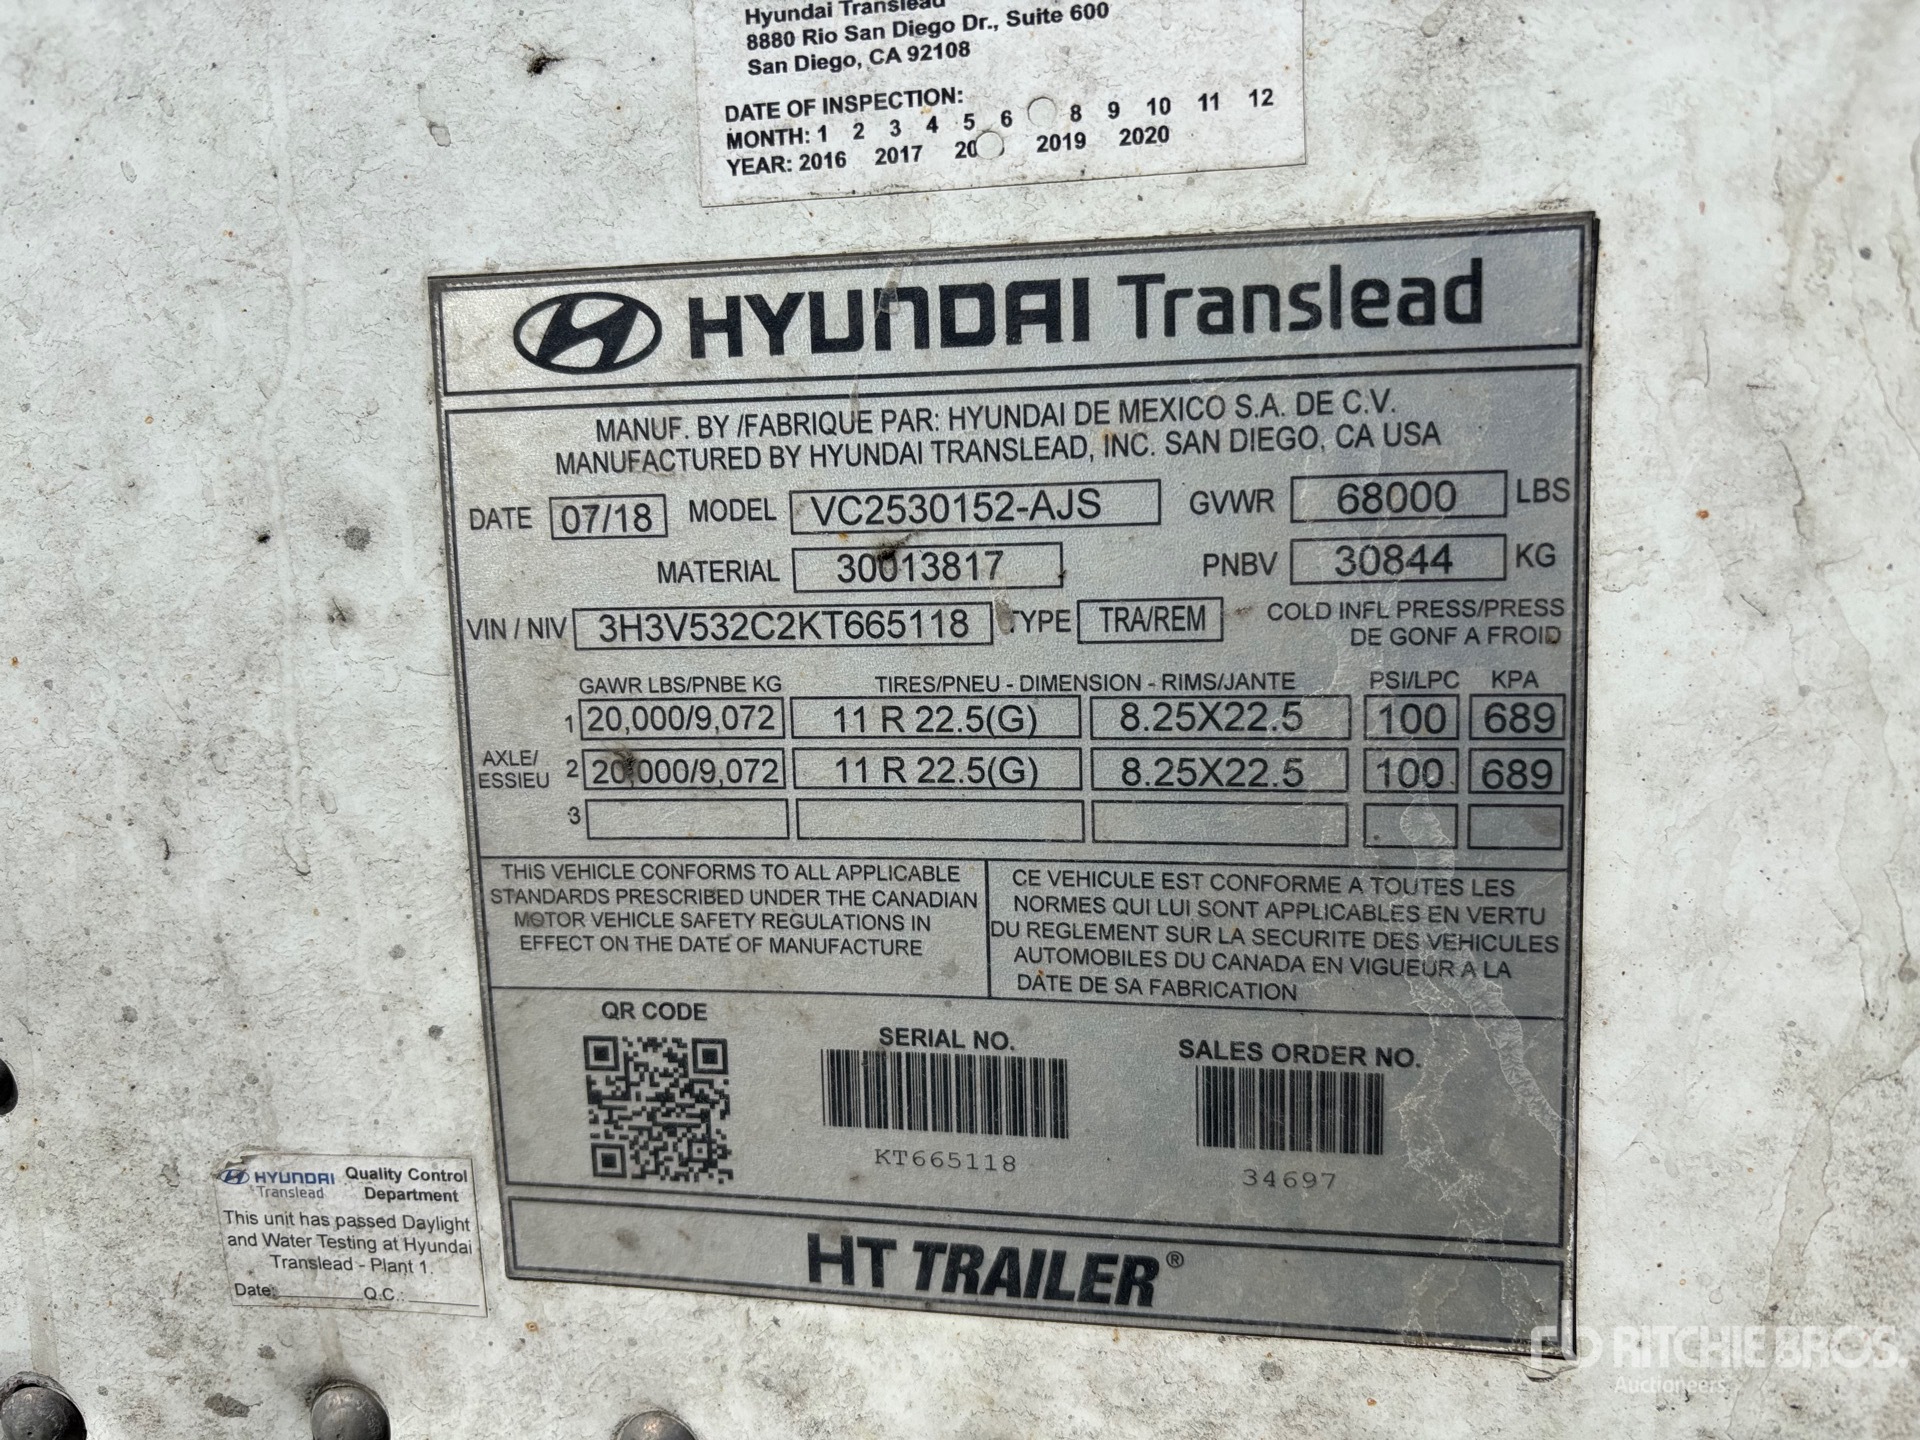 Hyundai Translead
8880 Rio San Diego Dr., Suite 600
San Diego, CA 92108
DATE OF INSPECTION:
MONTH: 1 2 3 4 5 6 8 9 10 11 12
YEAR: 2016 2017 20 2019 2020
HYUNDAI Translead
MANUF. BY /FABRIQUE PAR: HYUNDAI DE MEXICO S.A. DE C.V.
MANUFACTURED BY HYUNDAI TRANSLEAD, INC. SAN DIEGO, CA USA
DATE 07/18 MODEL VC2530152-AJS GVWR 68000 LBS
MATERIAL 30013817 PNBV 30844 KG
VIN / NIV 3H3V532C2KT665118 TYPE TRA/REM COLD INFL PRESS/PRESS
DE GONF A FROID
GAWR LBS/PNBE KG TIRES/PNEU - DIMENSION - RIMS/JANTE PSI/LPC KPA
1 20,000/9,072 11 R 22.5(G) 8.25X22.5 100 689
AXLE/
ESSIEU 2 20,000/9,072 11 R 22.5(G) 8.25X22.5 100 689
3
THIS VEHICLE CONFORMS TO ALL APPLICABLE
STANDARDS PRESCRIBED UNDER THE CANADIAN
MOTOR VEHICLE SAFETY REGULATIONS IN
EFFECT ON THE DATE OF MANUFACTURE
CE VEHICULE EST CONFORME A TOUTES LES
NORMES QUI LUI SONT APPLICABLES EN VERTU
DU REGLEMENT SUR LA SECURITE DES VEHICULES
AUTOMOBILES DU CANADA EN VIGUEUR A LA
DATE DE SA FABRICATION
QR CODE
SERIAL NO.
KT665118
SALES ORDER NO.
34697
HT TRAILER®
HYUNDAI Translead
Quality Control
Department
This unit has passed Daylight
and Water Testing at Hyundai
Translead - Plant 1.
Date: Q.C.:
RITCHIE BROS.
Auctioneers